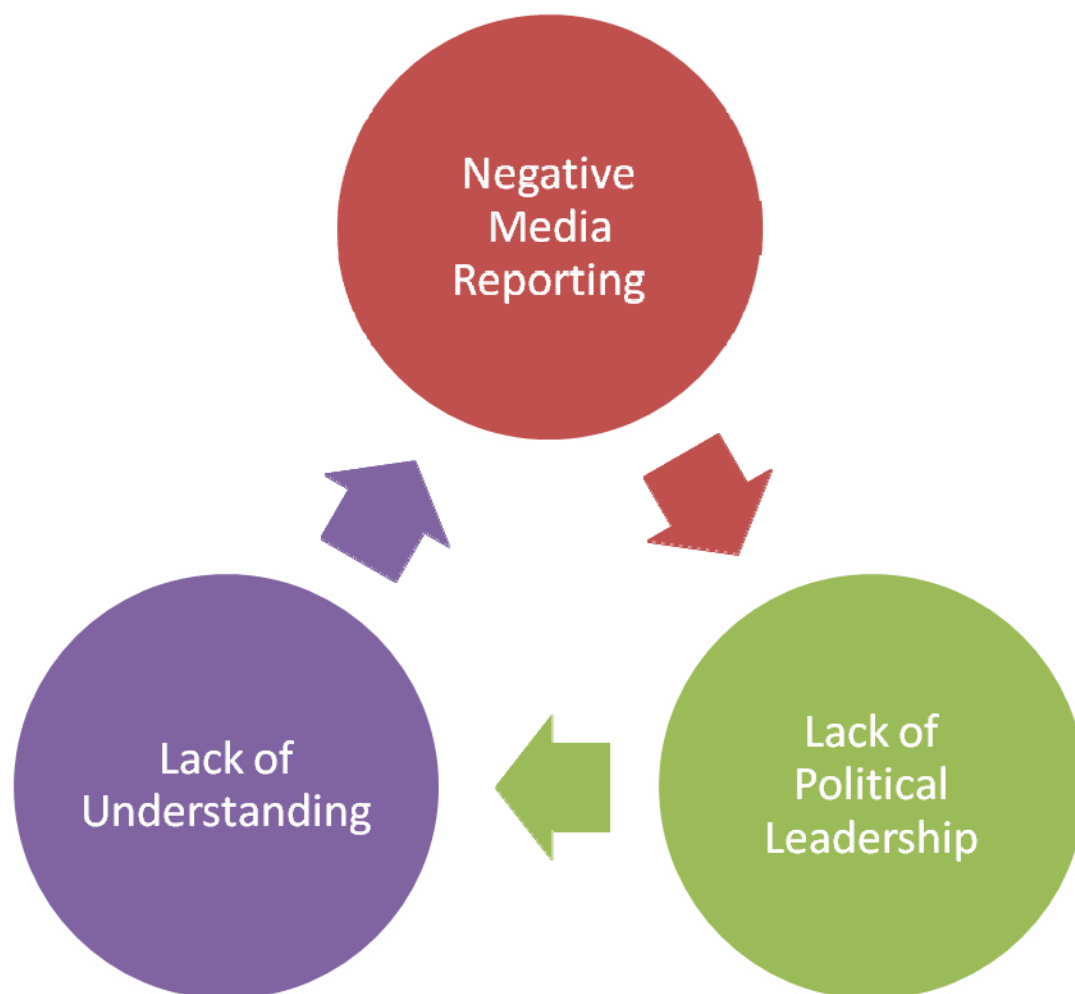 Negative
Media
Reporting
Lack of
Political
Leadership
Lack of
Understanding